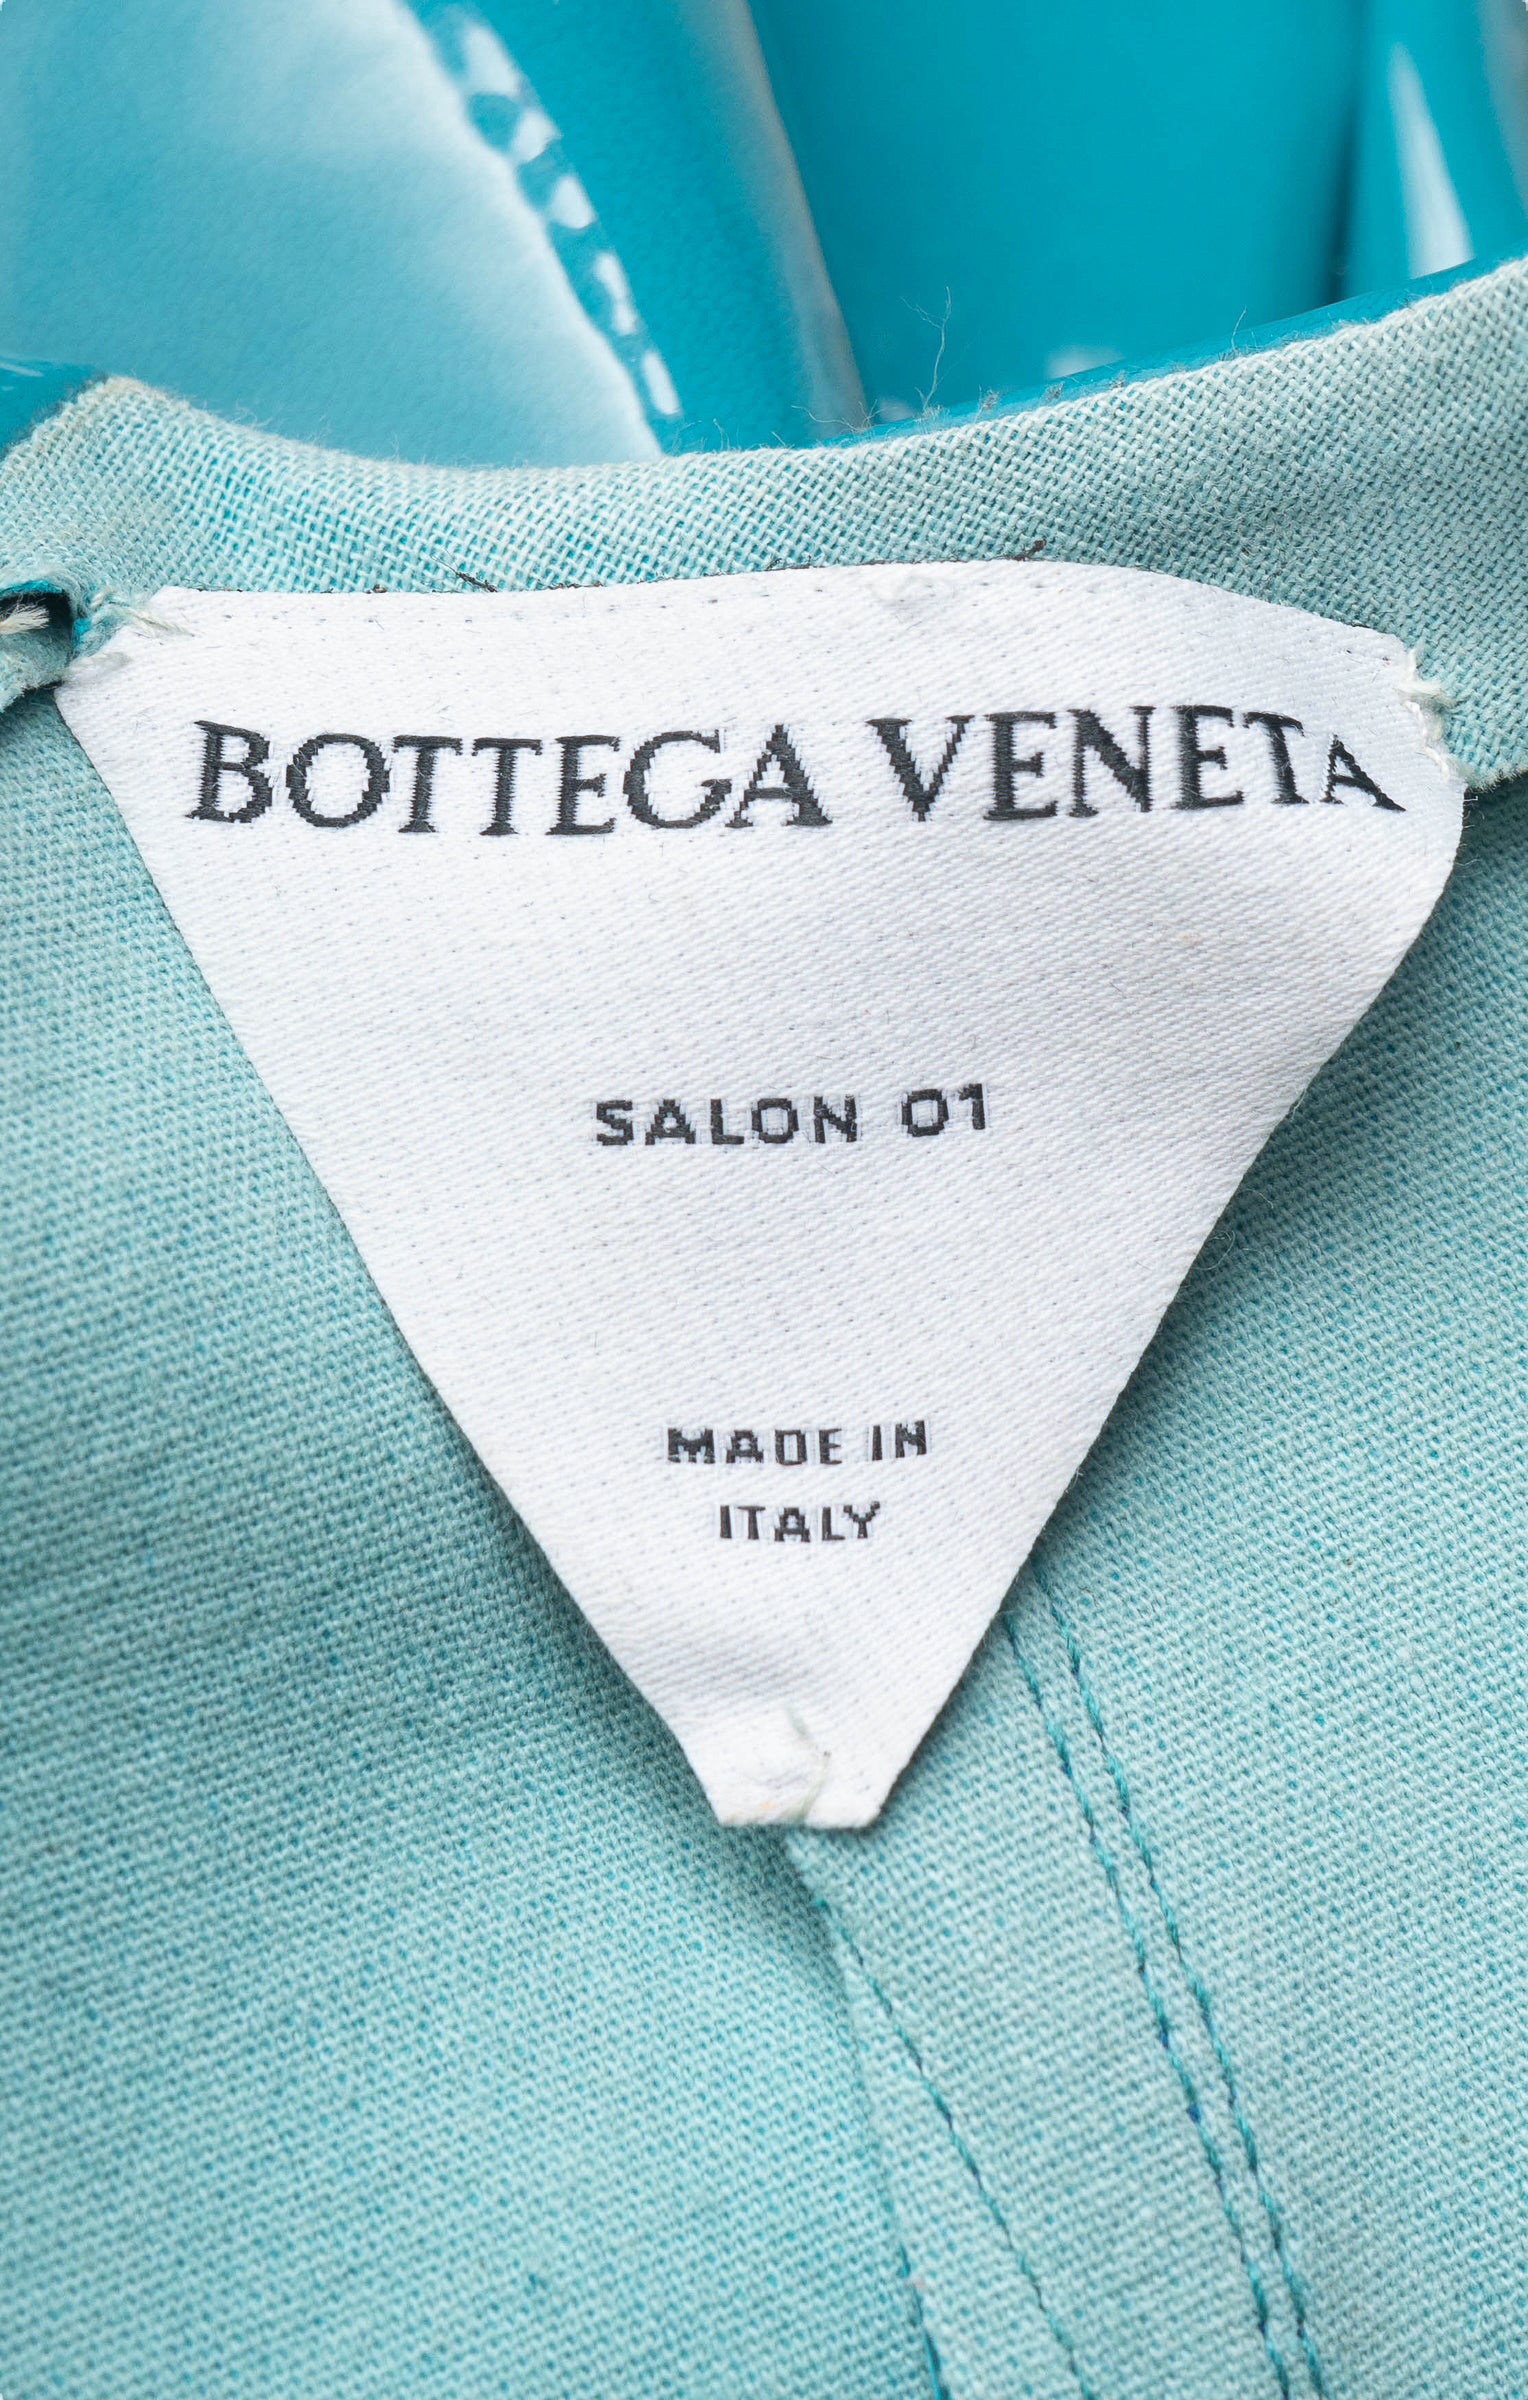 BOTTEGA VENETA
SALON 01
MADE IN
ITALY